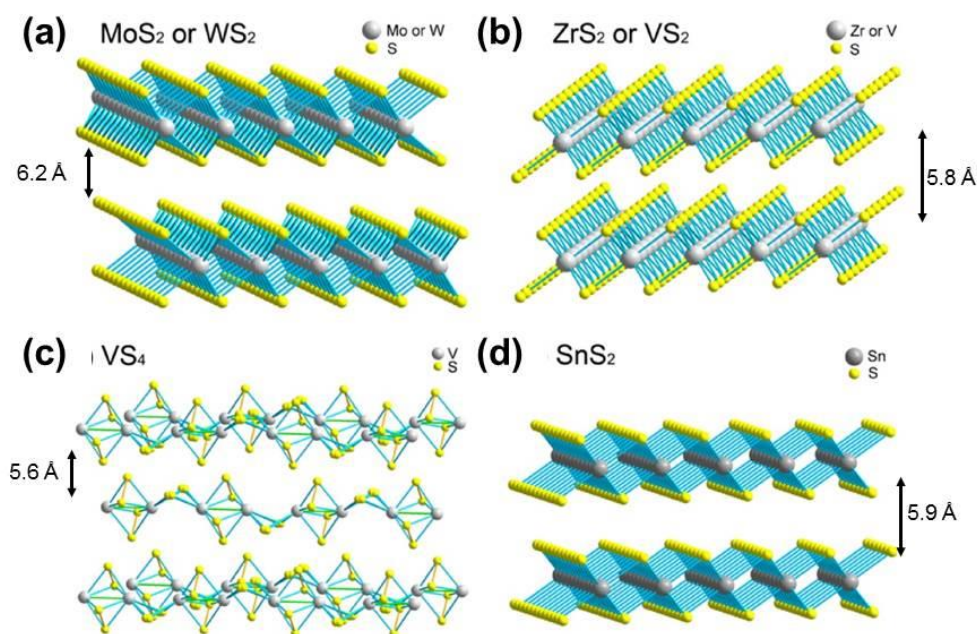 (a) MoS₂ or WS₂
Mo or W
S
6.2 Å
(b) ZrS₂ or VS₂
Zr or V
S
5.8 Å
(c) ) VS₄
V
S
5.6 Å
(d) SnS₂
Sn
S
5.9 Å